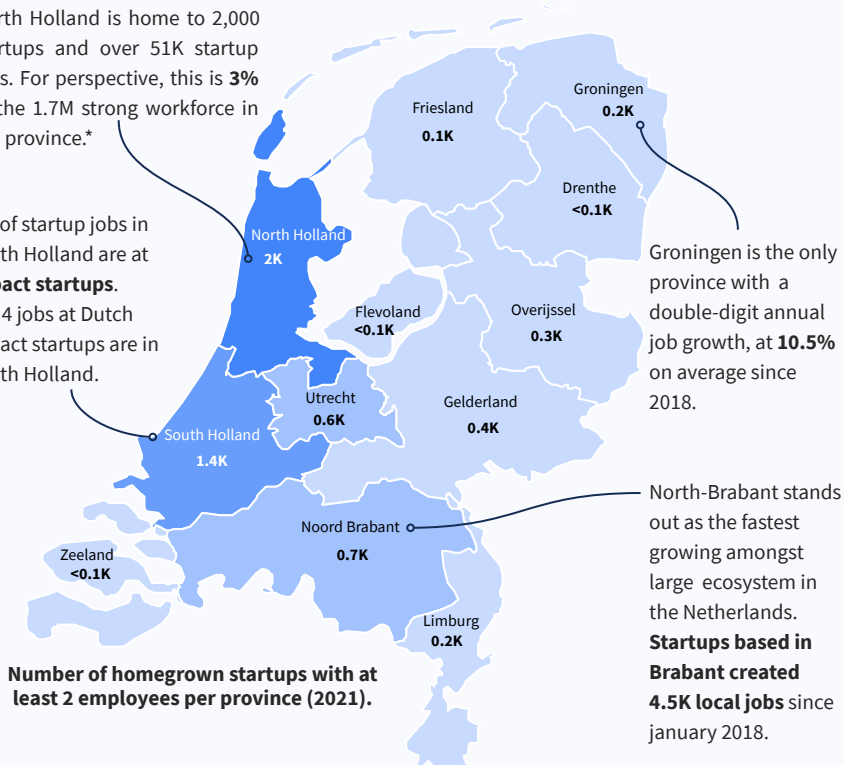 rth Holland is home to 2,000
rtups and over 51K startup
s. For perspective, this is 3%
the 1.7M strong workforce in
province.*
of startup jobs in
th Holland are at
pact startups.
4 jobs at Dutch
act startups are in
th Holland.
Friesland
0.1K
Groningen
0.2K
Drenthe
<0.1K
North Holland
2K
Flevoland
<0.1K
Overijssel
0.3K
Utrecht
0.6K
Gelderland
0.4K
South Holland
1.4K
Noord Brabant
0.7K
Zeeland
<0.1K
Limburg
0.2K
Groningen is the only
province with a
double-digit annual
job growth, at 10.5%
on average since
2018.
North-Brabant stands
out as the fastest
growing amongst
large ecosystem in
the Netherlands.
Startups based in
Brabant created
4.5K local jobs since
january 2018.
Number of homegrown startups with at
least 2 employees per province (2021).